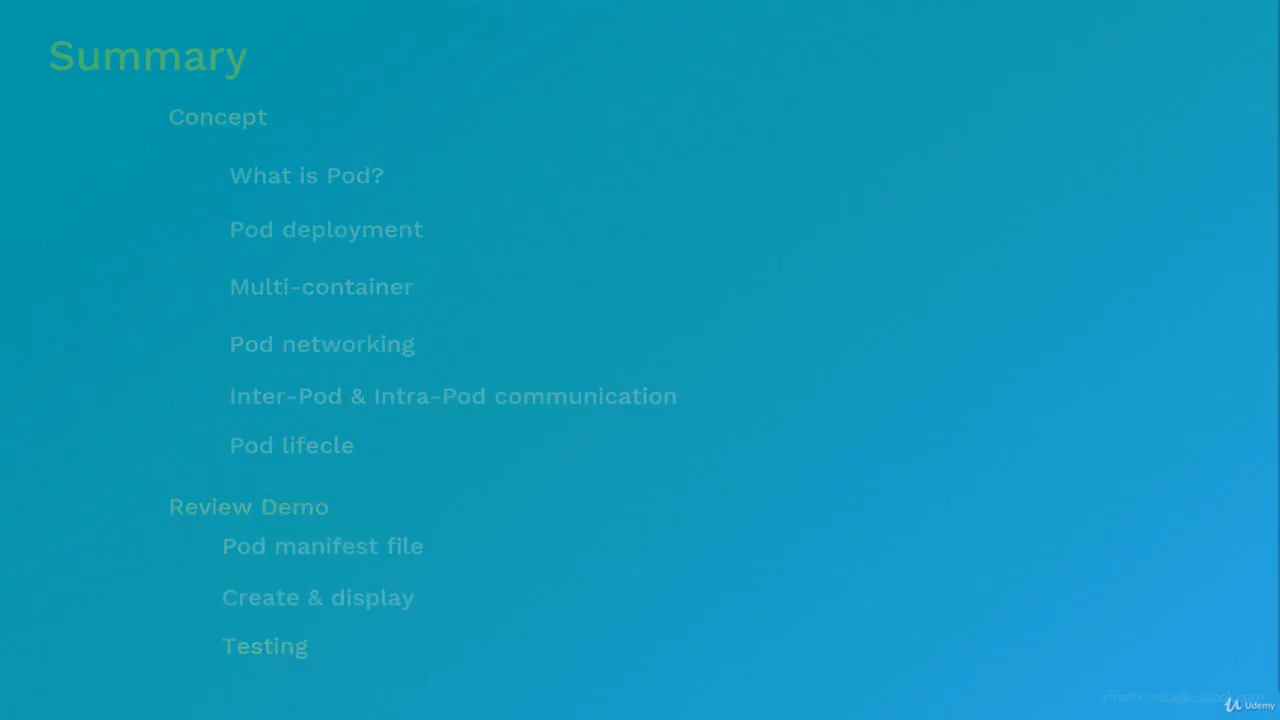 Summary
Concept
What is Pod?
Pod deployment
Multi-container
Pod networking
Inter-Pod & Intra-Pod communication
Pod lifecle
Review Demo
Pod manifest file
Create & display
Testing
Udemy